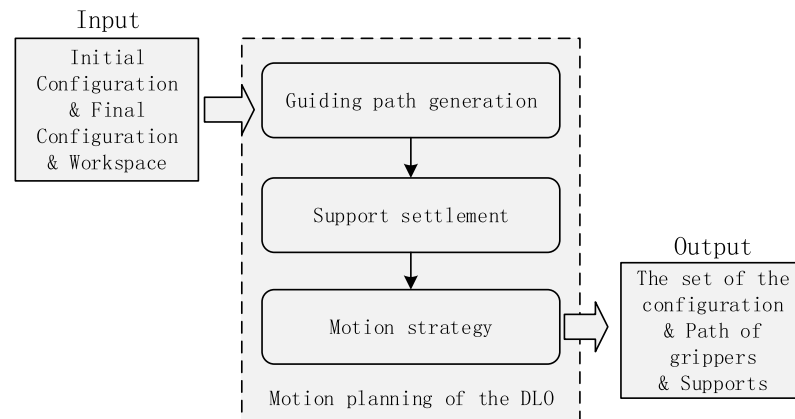 Input
Initial
Configuration
& Final
Configuration
& Workspace
Guiding path generation
Support settlement
Motion strategy
Motion planning of the DLO
Output
The set of the
configuration
& Path of
grippers
& Supports